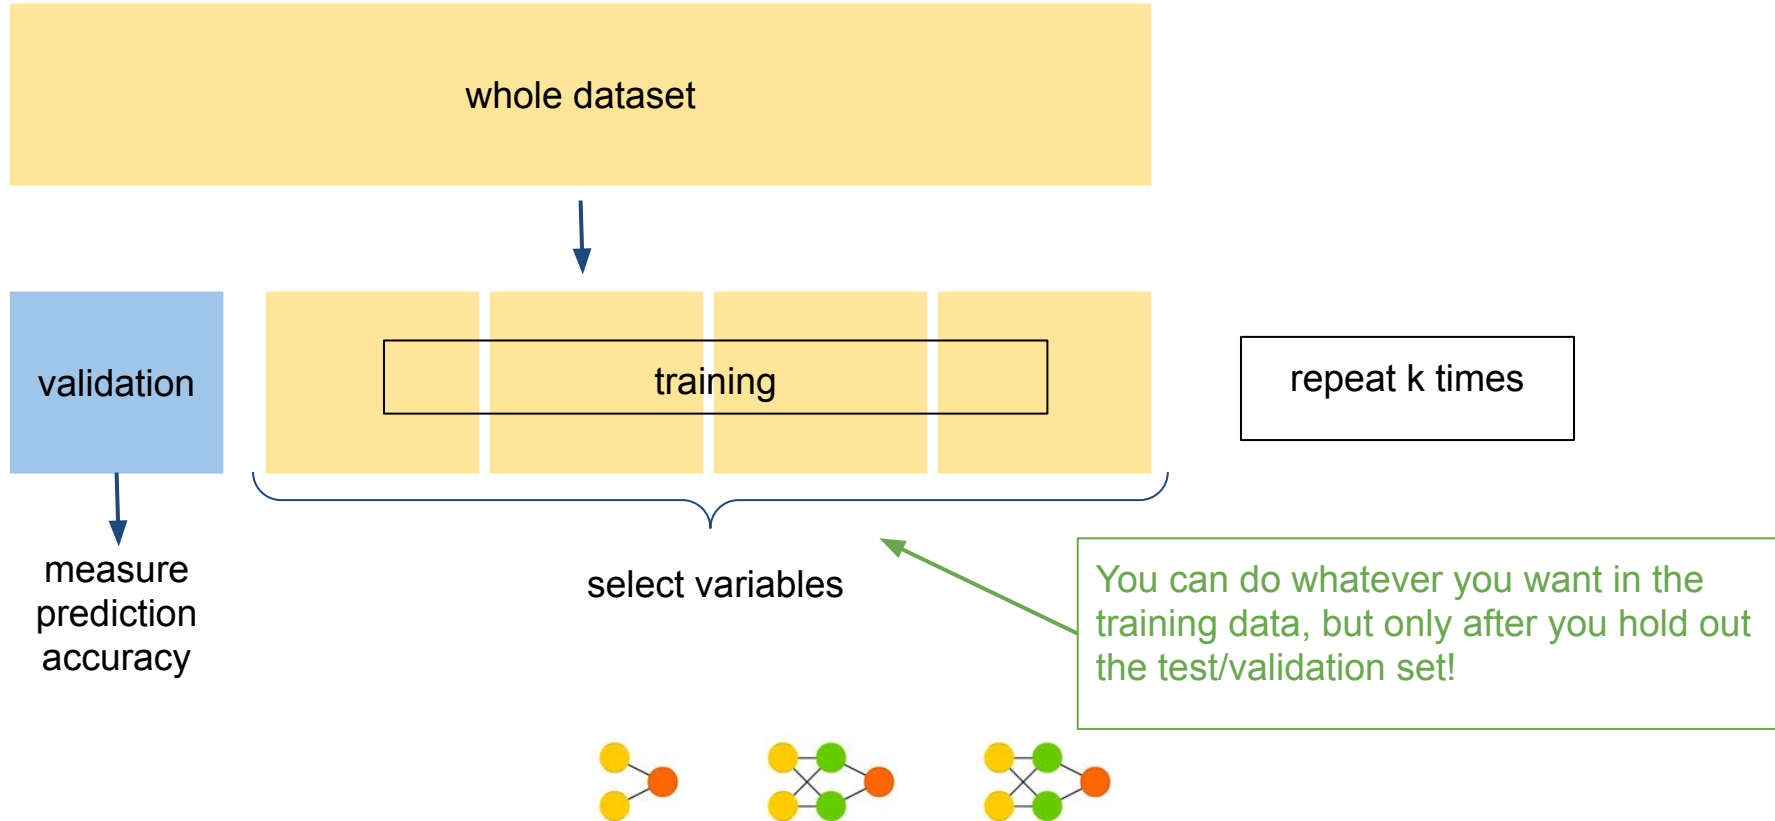 whole dataset
validation
training
repeat k times
measure
prediction
accuracy
select variables
You can do whatever you want in the
training data, but only after you hold out
the test/validation set!